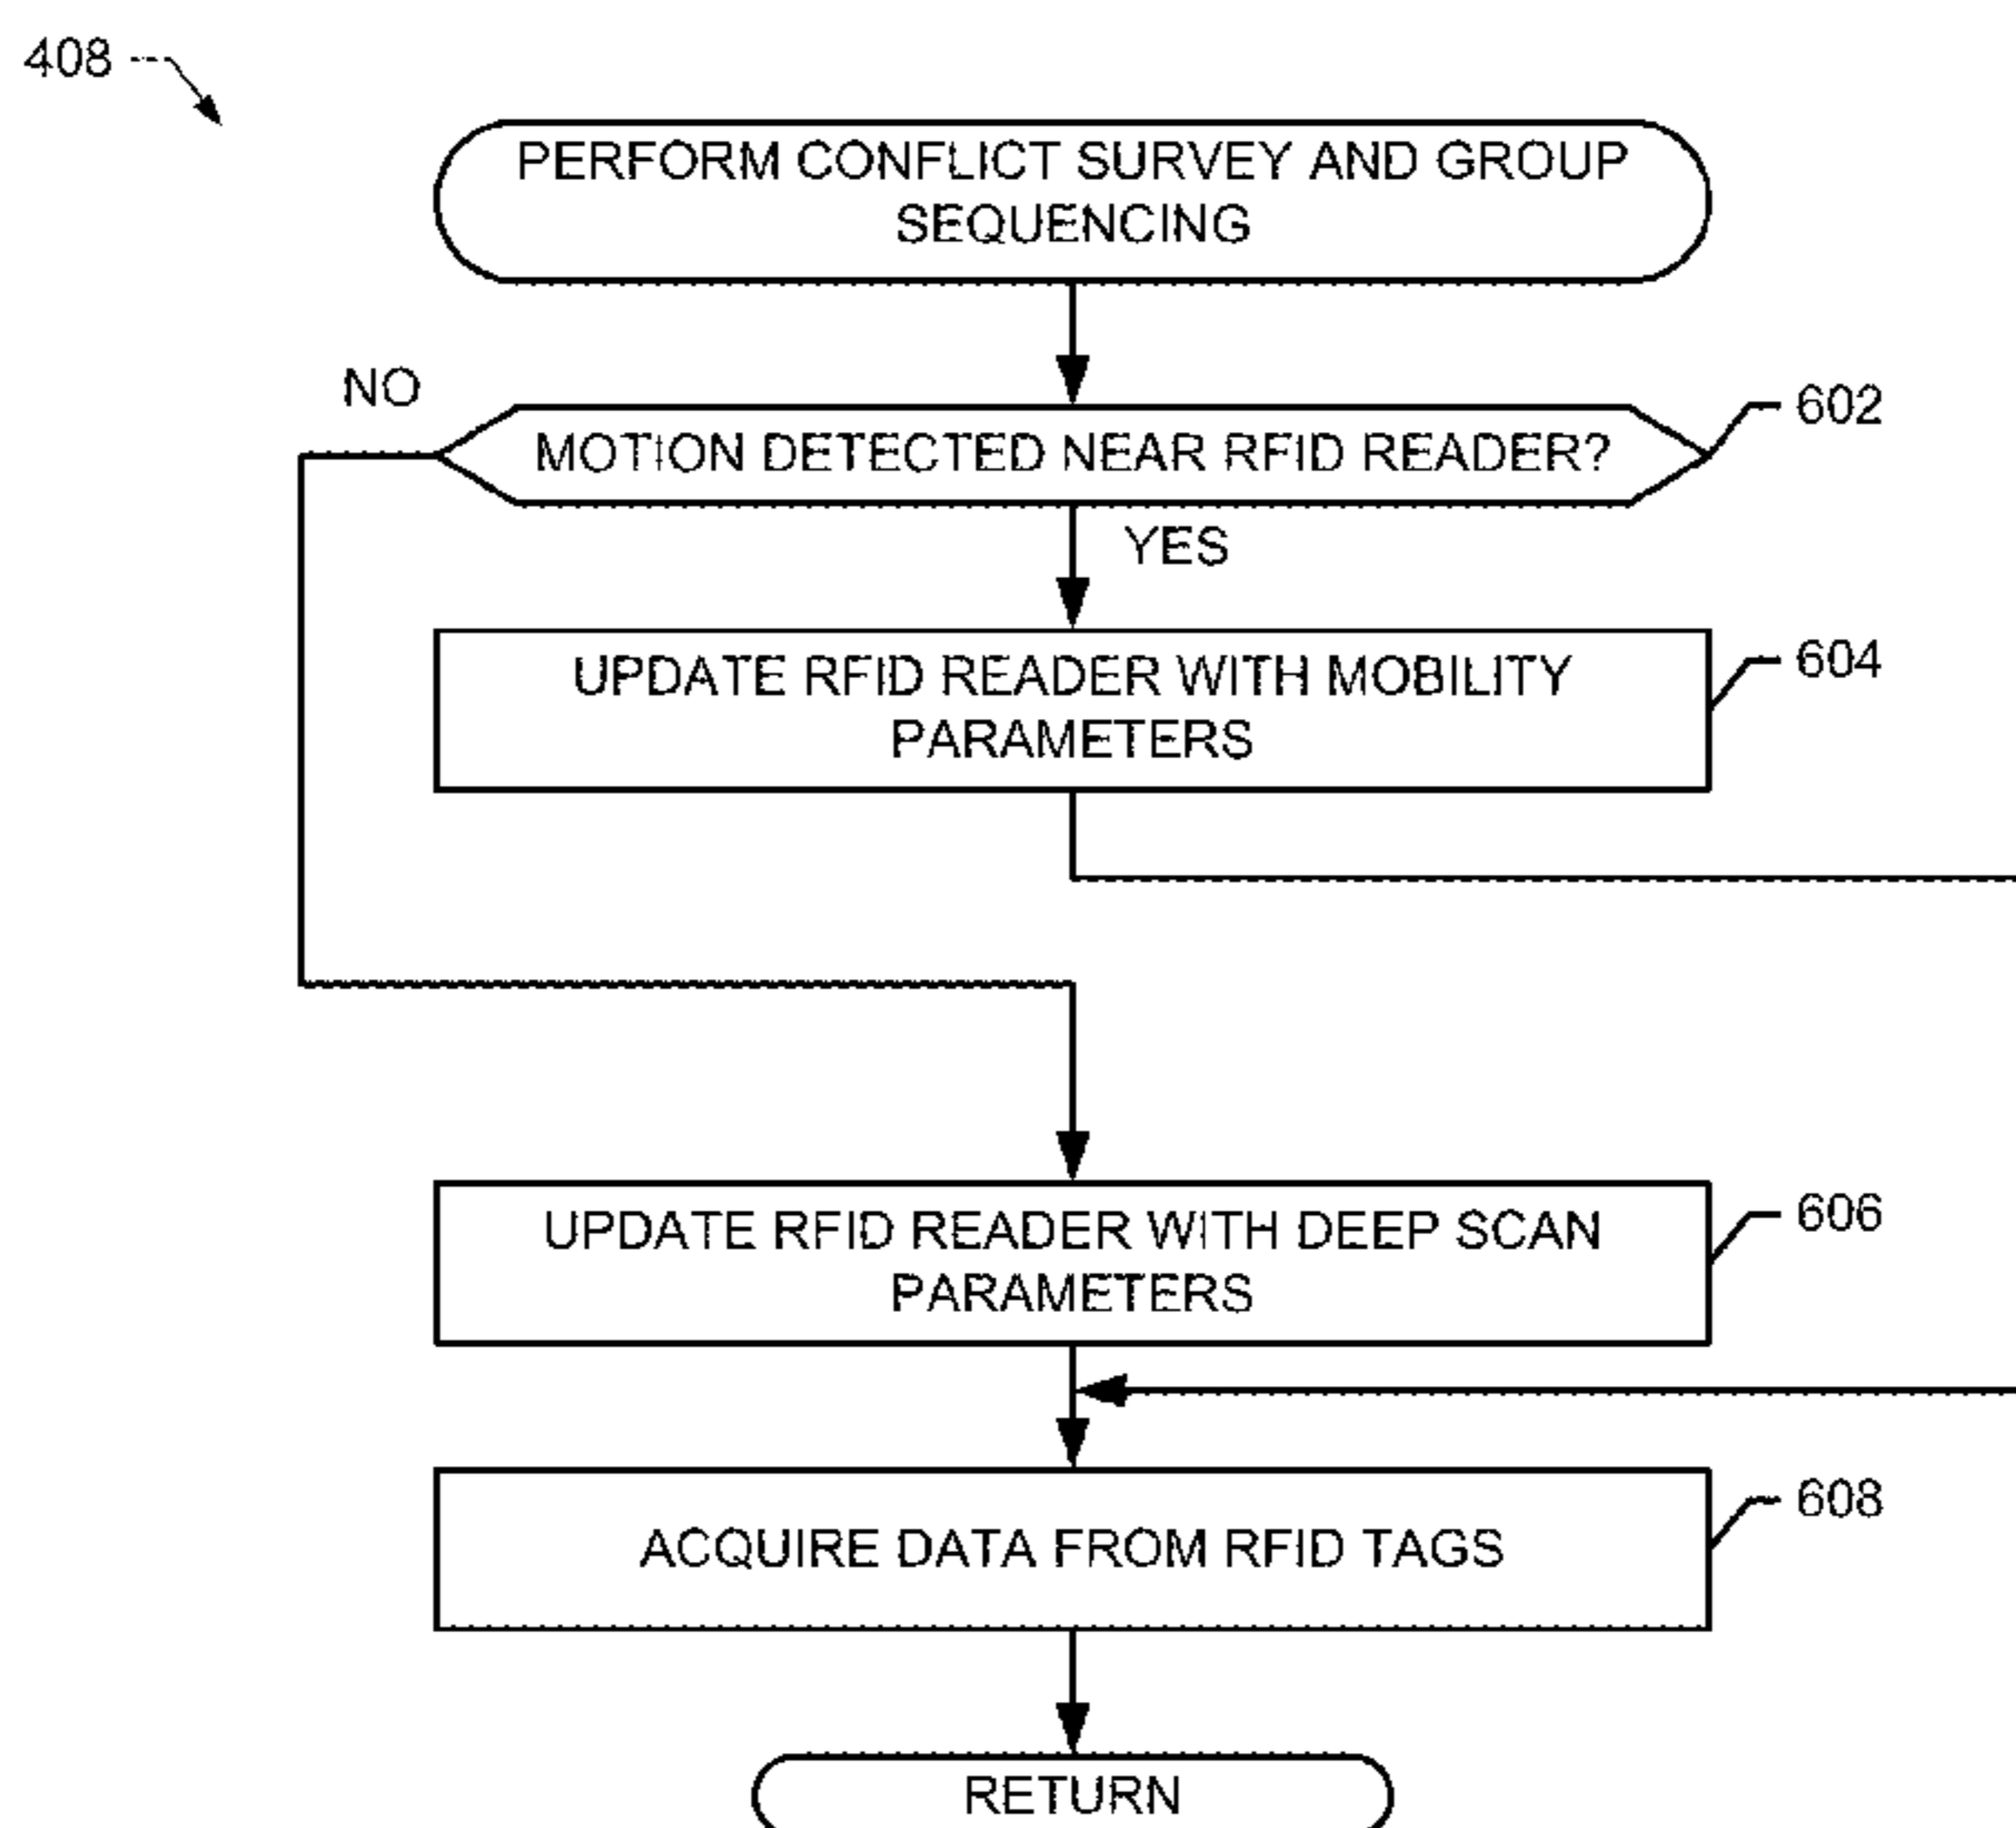 408
PERFORM CONFLICT SURVEY AND GROUP
SEQUENCING
NO
MOTION DETECTED NEAR RFID READER?
602
YES
UPDATE RFID READER WITH MOBILITY
PARAMETERS
604
UPDATE RFID READER WITH DEEP SCAN
PARAMETERS
606
ACQUIRE DATA FROM RFID TAGS
608
RETURN